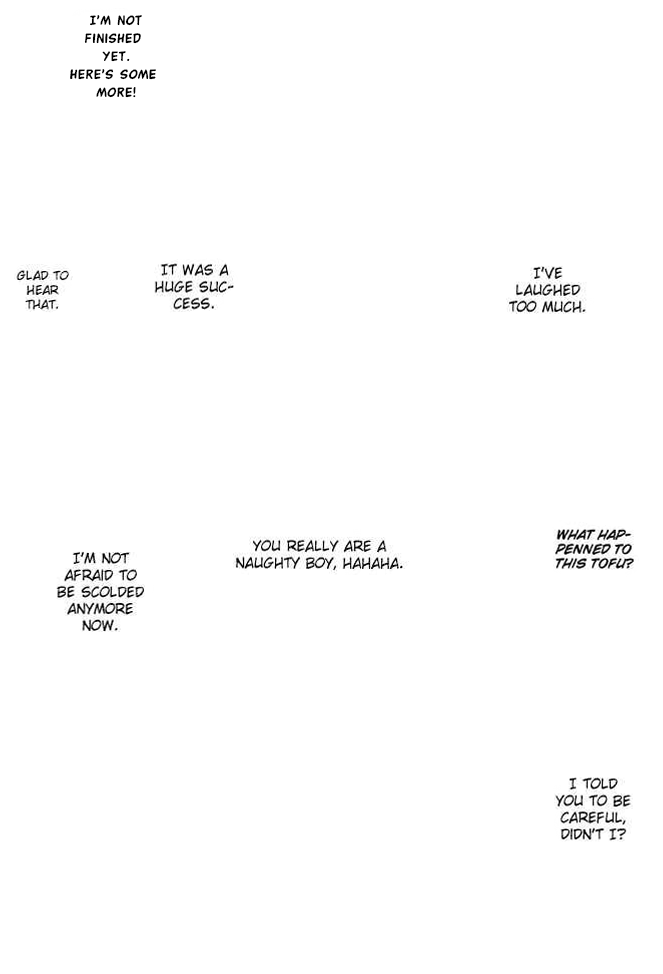 I'M NOT
FINISHED
YET.
HERE'S SOME
MORE!
I'VE
LAUGHED
TOO MUCH.
IT WAS A
HUGE SUC-
CESS.
GLAD TO
HEAR
THAT.
WHAT HAP-
PENNED TO
THIS TOFU?
YOU REALLY ARE A
NAUGHTY BOY, HAHAHA.
I'M NOT
AFRAID TO
BE SCOLDED
ANYMORE
NOW.
I TOLD
YOU TO BE
CAREFUL,
DIDN'T I?